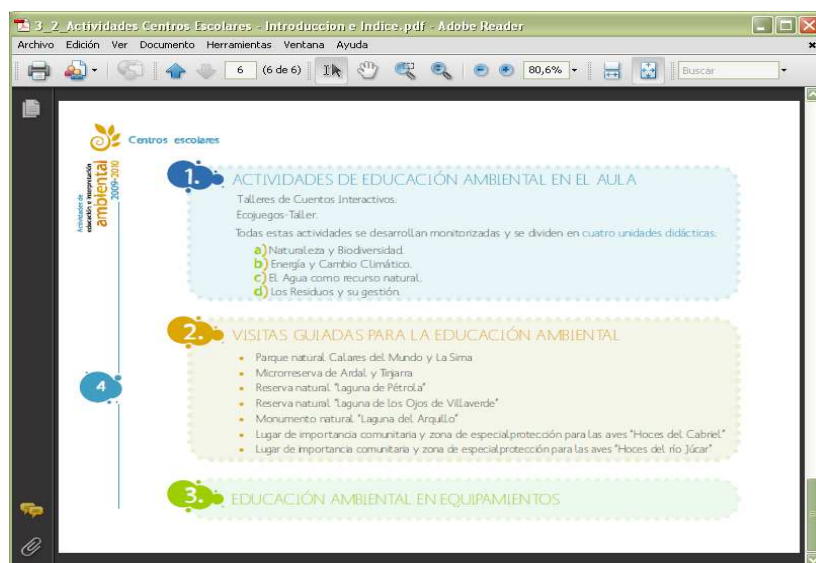 3_2_Actividades Centros Escolares - Introduccion e Indice.pdf - Adobe Reader
Archivo Edición Ver Documento Herramientas Ventana Ayuda
6 (6 de 6) 80,6% Buscar
Centros escolares
Actividades de
educación e interpretación
ambiental
2009-2010
1. ACTIVIDADES DE EDUCACIÓN AMBIENTAL EN EL AULA
Talleres de Cuentos Interactivos.
Ecojuegos-Taller.
Todas estas actividades se desarrollan monitorizadas y se dividen en cuatro unidades didácticas:
a) Naturaleza y Biodiversidad.
b) Energía y Cambio Climático.
c) El Agua como recurso natural.
d) Los Residuos y su gestión.
2. VISITAS GUIADAS PARA LA EDUCACIÓN AMBIENTAL
• Parque natural Calares del Mundo y La Sima
• Microrreserva de Ardal y Tinjarra
• Reserva natural "Laguna de Pétrola"
• Reserva natural "laguna de los Ojos de Villaverde"
• Monumento natural "Laguna del Arquillo"
• Lugar de importancia comunitaria y zona de especial protección para las aves "Hoces del Cabriel"
• Lugar de importancia comunitaria y zona de especial protección para las aves "Hoces del río Júcar"
4
3. EDUCACIÓN AMBIENTAL EN EQUIPAMIENTOS